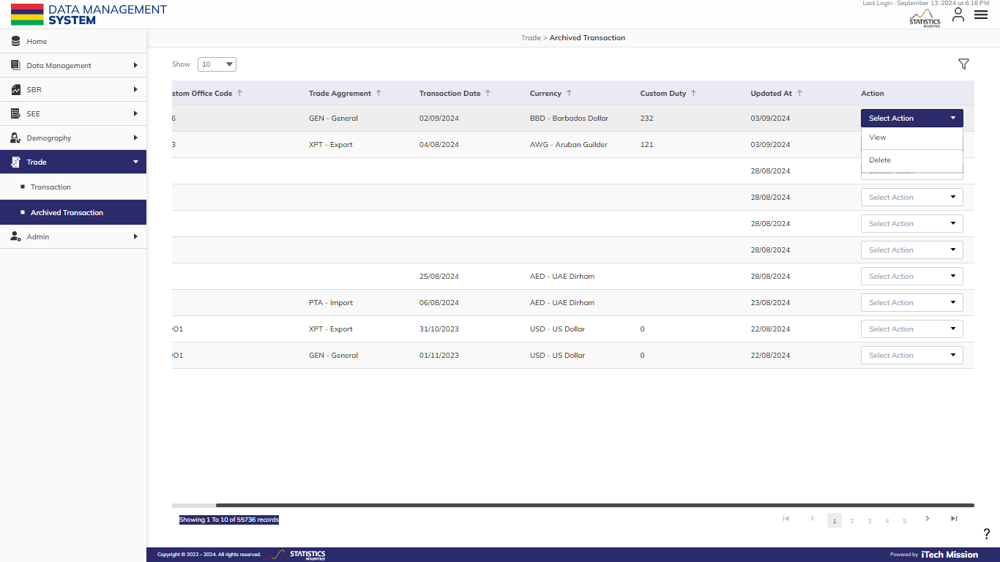 Last Login : September 13, 2024 at 6:16 PM
DATA MANAGEMENT
SYSTEM
STATISTICS
MAURITIUS
Home
Data Management
SBR
SEE
Demography
Trade
Transaction
Archived Transaction
Admin
Trade > Archived Transaction
Show 10
stom Office Code Trade Aggrement Transaction Date Currency Custom Duty Updated At Action
6 GEN - General 02/09/2024 BBD - Barbados Dollar 232 03/09/2024 Select Action
View
3 XPT - Export 04/08/2024 AWG - Aruban Guilder 121 03/09/2024
Delete
28/08/2024
28/08/2024 Select Action
28/08/2024 Select Action
28/08/2024 Select Action
25/08/2024 AED - UAE Dirham 28/08/2024 Select Action
PTA - Import 06/08/2024 AED - UAE Dirham 23/08/2024 Select Action
O1 XPT - Export 31/10/2023 USD - US Dollar 0 22/08/2024 Select Action
O1 GEN - General 01/11/2023 USD - US Dollar 0 22/08/2024 Select Action
Showing 1 To 10 of 55736 records
1 2 3 4 5
?
Copyright © 2022 - 2024. All rights reserved. STATISTICS
MAURITIUS
Powered by iTech Mission